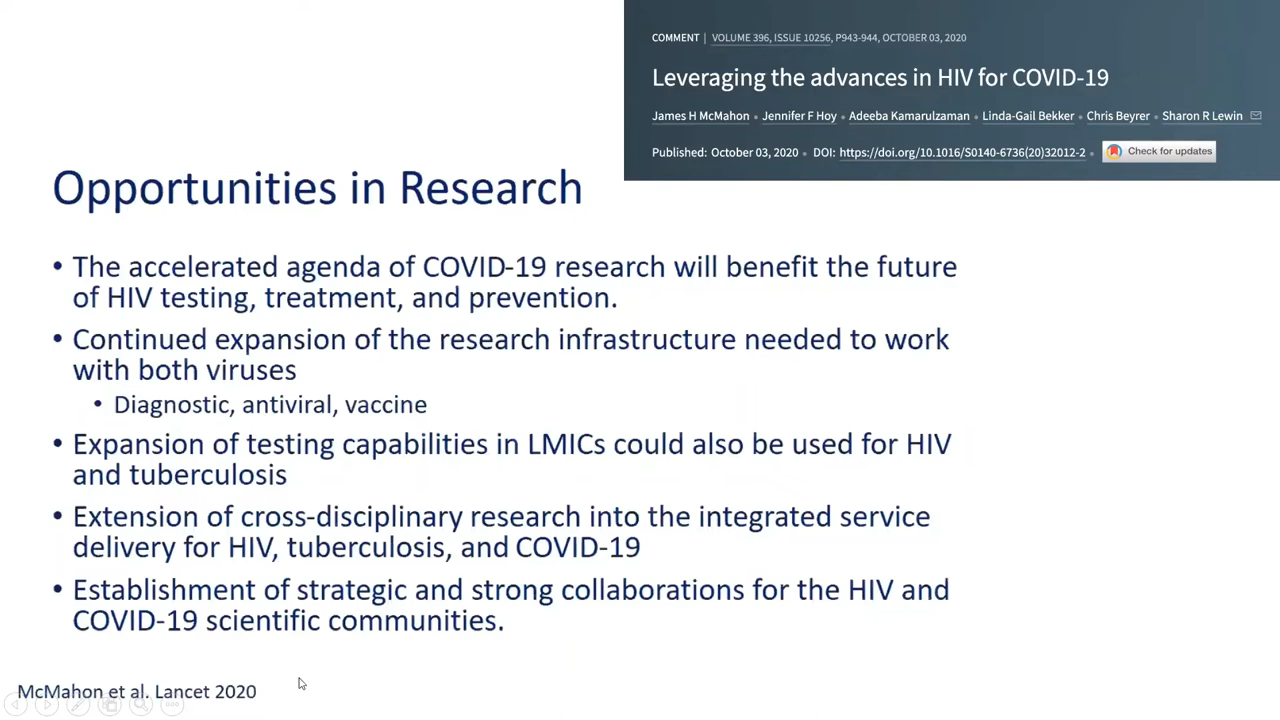 COMMENT | VOLUME 396, ISSUE 10256, P943-944, OCTOBER 03, 2020
Leveraging the advances in HIV for COVID-19
James H McMahon • Jennifer F Hoy • Adeeba Kamarulzaman • Linda-Gail Bekker • Chris Beyrer • Sharon R Lewin
Published: October 03, 2020 • DOI: https://doi.org/10.1016/S0140-6736(20)32012-2 • Check for updates
Opportunities in Research
• The accelerated agenda of COVID-19 research will benefit the future
of HIV testing, treatment, and prevention.
• Continued expansion of the research infrastructure needed to work
with both viruses
• Diagnostic, antiviral, vaccine
• Expansion of testing capabilities in LMICs could also be used for HIV
and tuberculosis
• Extension of cross-disciplinary research into the integrated service
delivery for HIV, tuberculosis, and COVID-19
• Establishment of strategic and strong collaborations for the HIV and
COVID-19 scientific communities.
McMahon et al. Lancet 2020